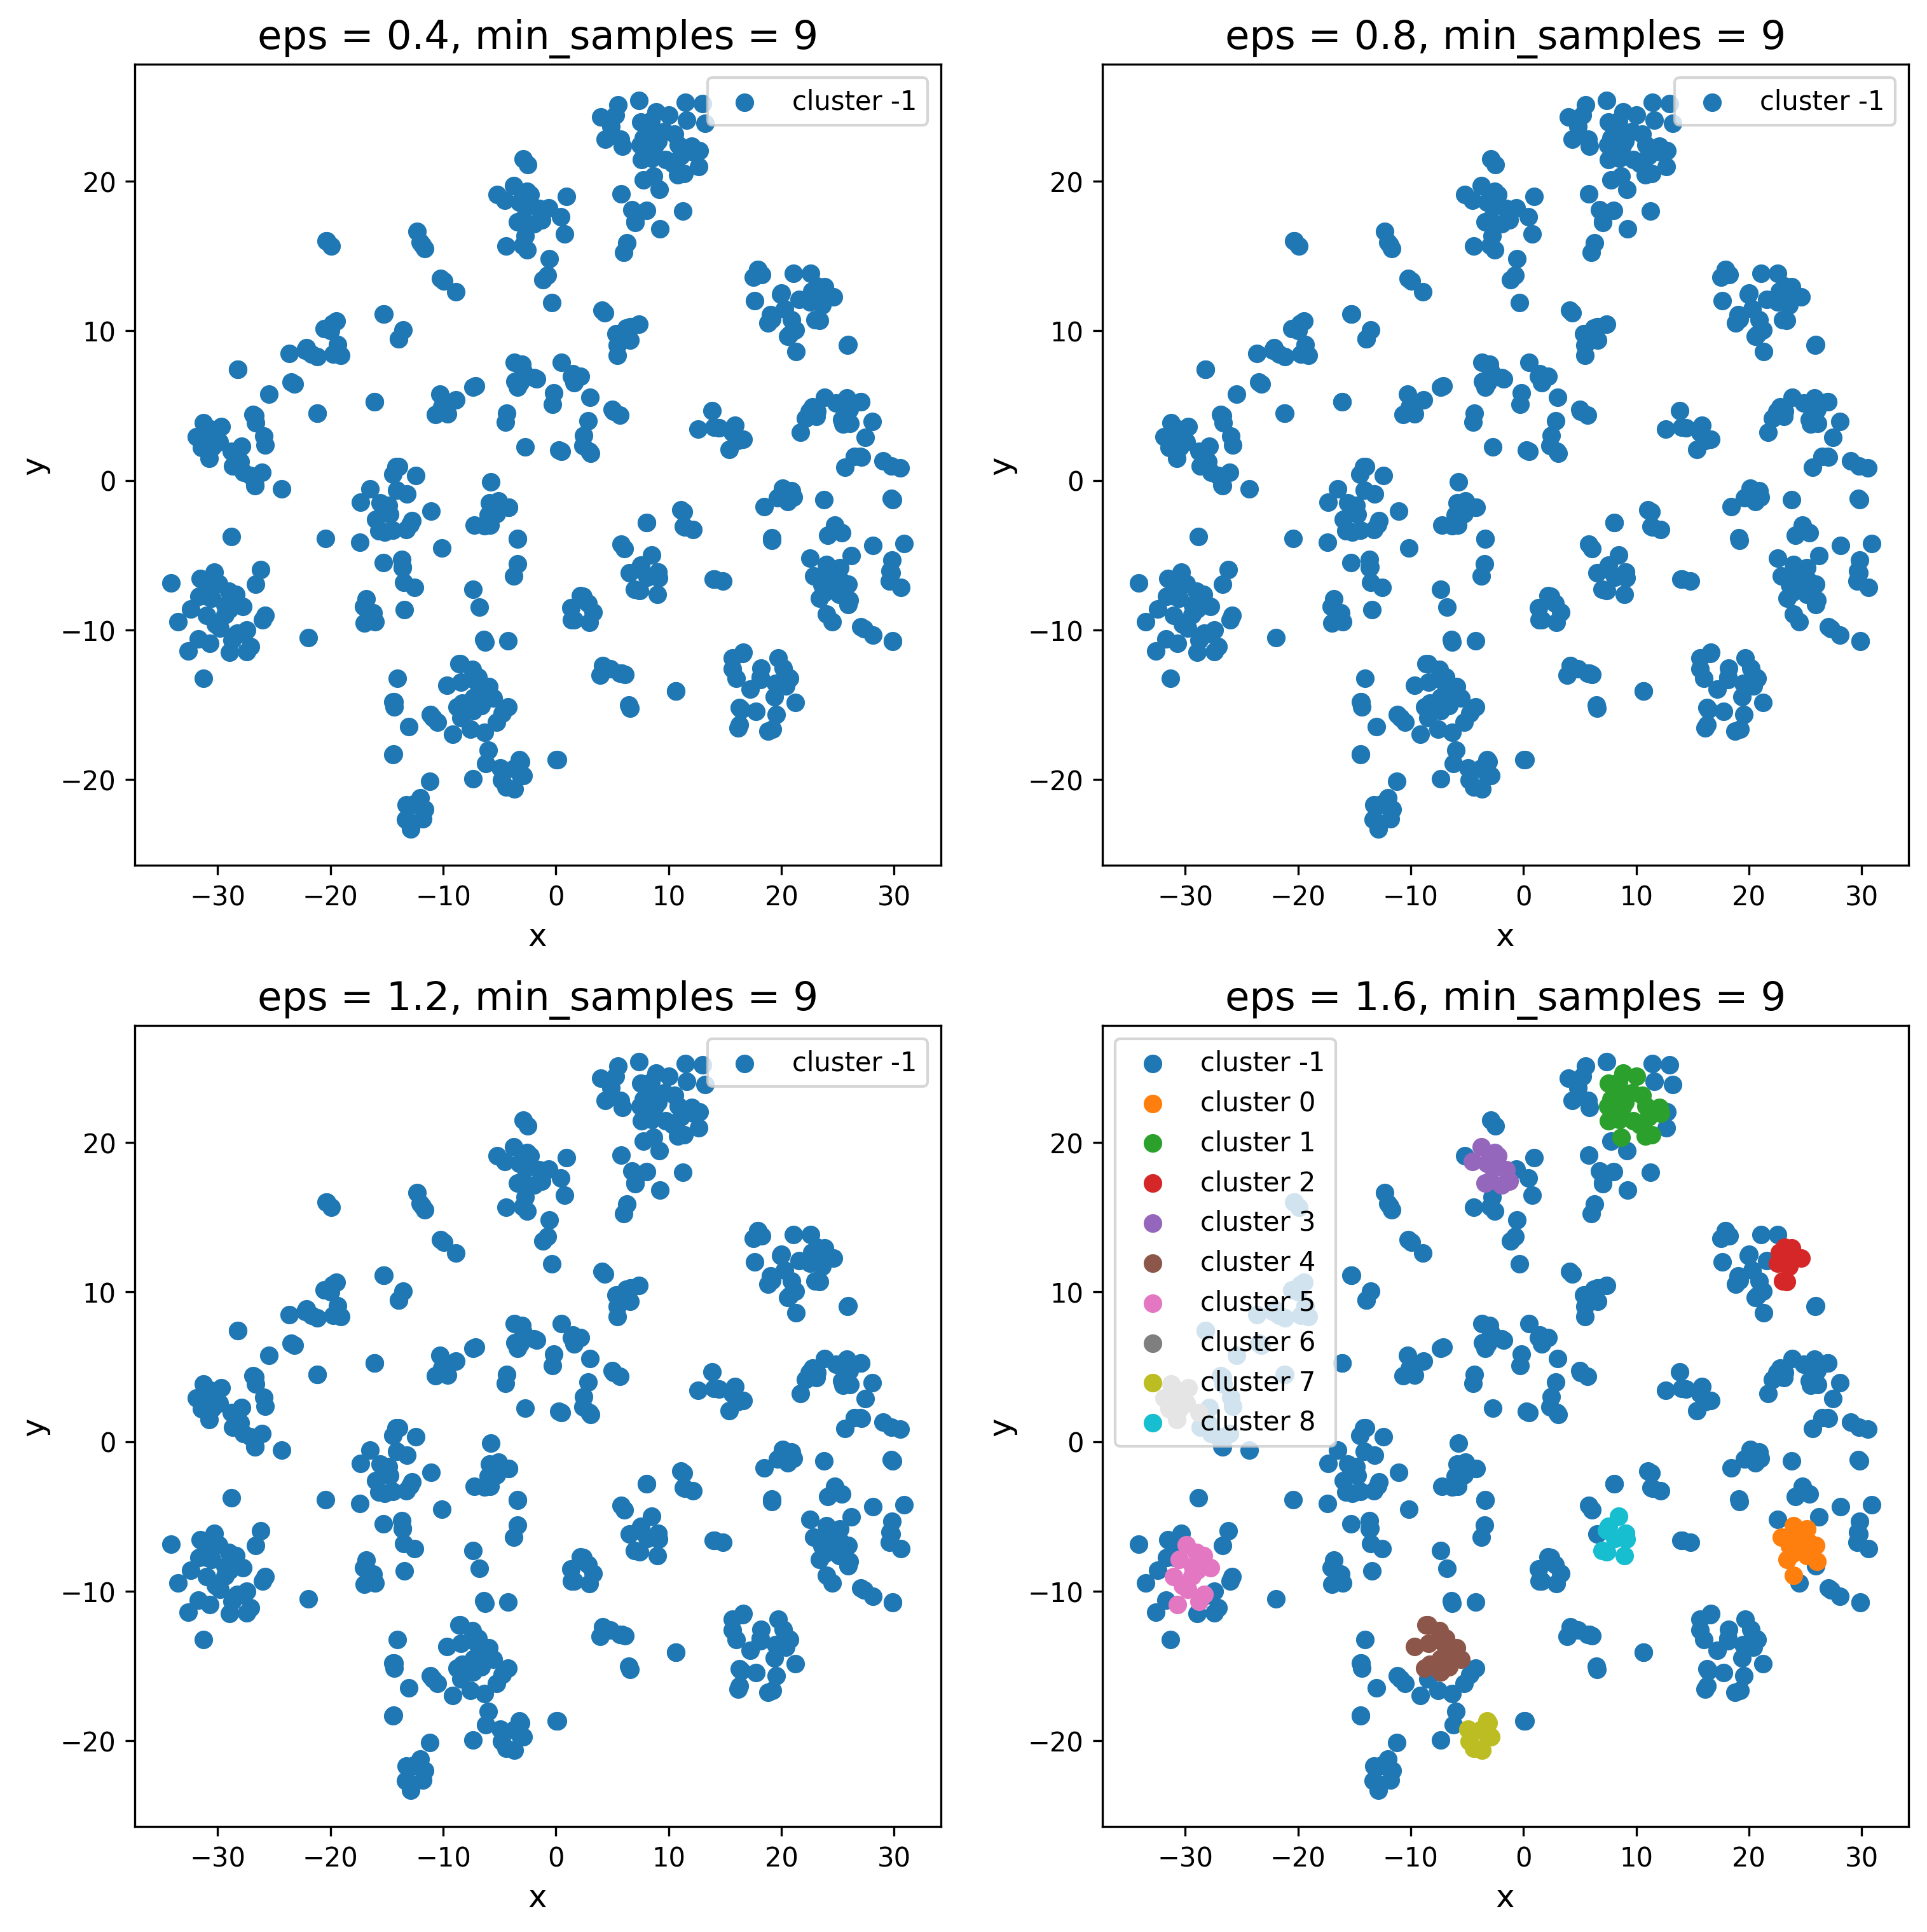 eps = 0.4, min_samples = 9
cluster -1
20
10
0
−10
−20
y
−30
−20
−10
0
10
20
30
x
eps = 0.8, min_samples = 9
cluster -1
20
10
0
−10
−20
y
−30
−20
−10
0
10
20
30
x
eps = 1.2, min_samples = 9
cluster -1
20
10
0
−10
−20
y
−30
−20
−10
0
10
20
30
x
eps = 1.6, min_samples = 9
cluster -1
cluster 0
cluster 1
cluster 2
cluster 3
cluster 4
cluster 5
cluster 6
cluster 7
cluster 8
20
10
0
−10
−20
y
−30
−20
−10
0
10
20
30
x